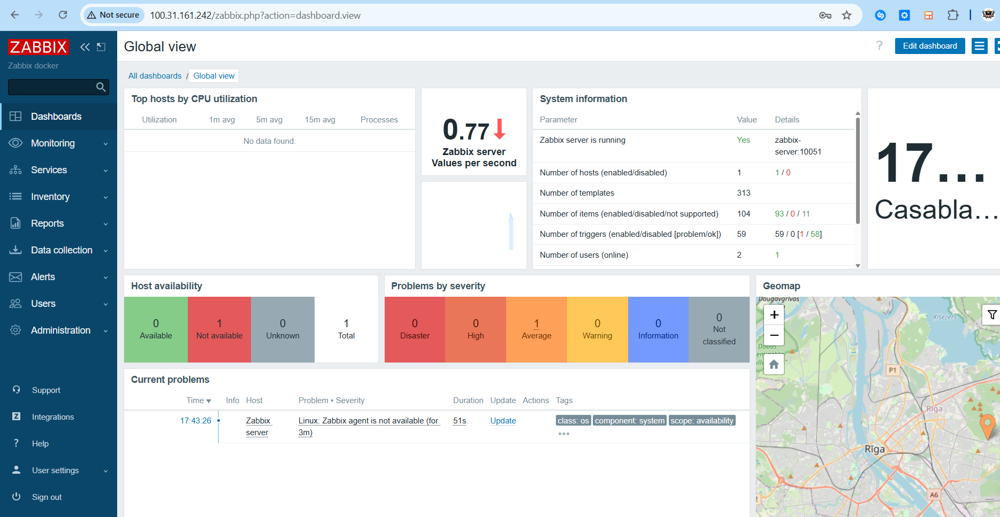 Not secure
100.31.161.242/zabbix.php?action=dashboard.view
ZABBIX
Zabbix docker
Dashboards
Monitoring
Services
Inventory
Reports
Data collection
Alerts
Users
Administration
Support
Integrations
Help
User settings
Sign out
Global view
?
Edit dashboard
All dashboards / Global view
Top hosts by CPU utilization
Utilization 1m avg 5m avg 15m avg Processes
No data found.
0.77
Zabbix server
Values per second
System information
Parameter Value Details
Zabbix server is running Yes zabbix-
server:10051
Number of hosts (enabled/disabled) 1 1 / 0
Number of templates 313
Number of items (enabled/disabled/not supported) 104 93 / 0 / 11
Number of triggers (enabled/disabled [problem/ok]) 59 59 / 0 [1 / 58]
Number of users (online) 2 1
17...
Casabla...
Host availability
0
Available
1
Not available
0
Unknown
1
Total
Problems by severity
0
Disaster
0
High
1
Average
0
Warning
0
Information
0
Not
classified
Geomap
Daugavgrīvas
Ķīšezers
+
−
Dabas
P1
Rīga
Rīga
A6
Current problems
Time Info Host Problem • Severity Duration Update Actions Tags
17:43:26 Zabbix Linux: Zabbix agent is not available (for 51s Update class: os component: system scope: availability
server 3m) •••